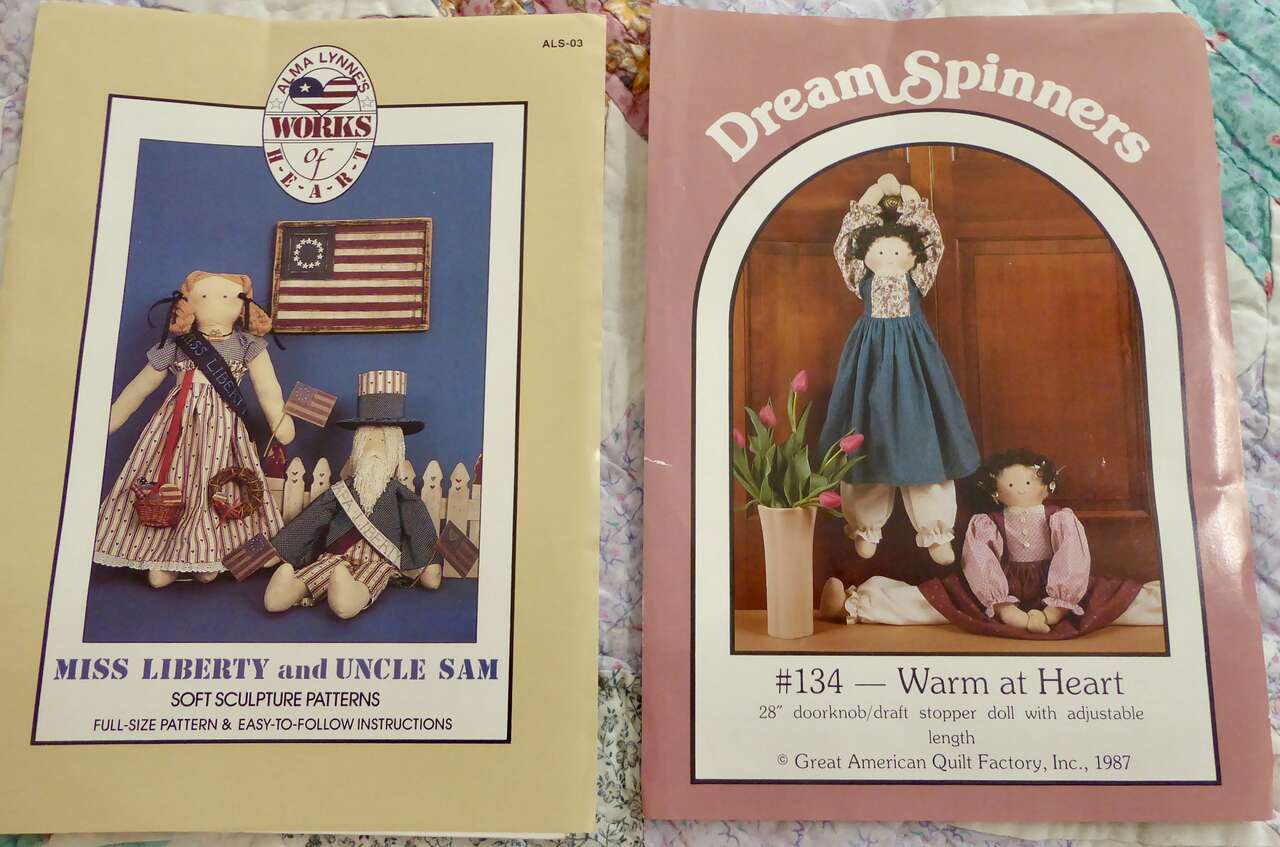 ALS-03
ALMA LYNNE'S
WORKS
of
H-E-A-R-T
MISS LIBERTY
MISS LIBERTY and UNCLE SAM
SOFT SCULPTURE PATTERNS
FULL-SIZE PATTERN & EASY-TO-FOLLOW INSTRUCTIONS
Dream Spinners
#134 — Warm at Heart
28" doorknob/draft stopper doll with adjustable
length
© Great American Quilt Factory, Inc., 1987